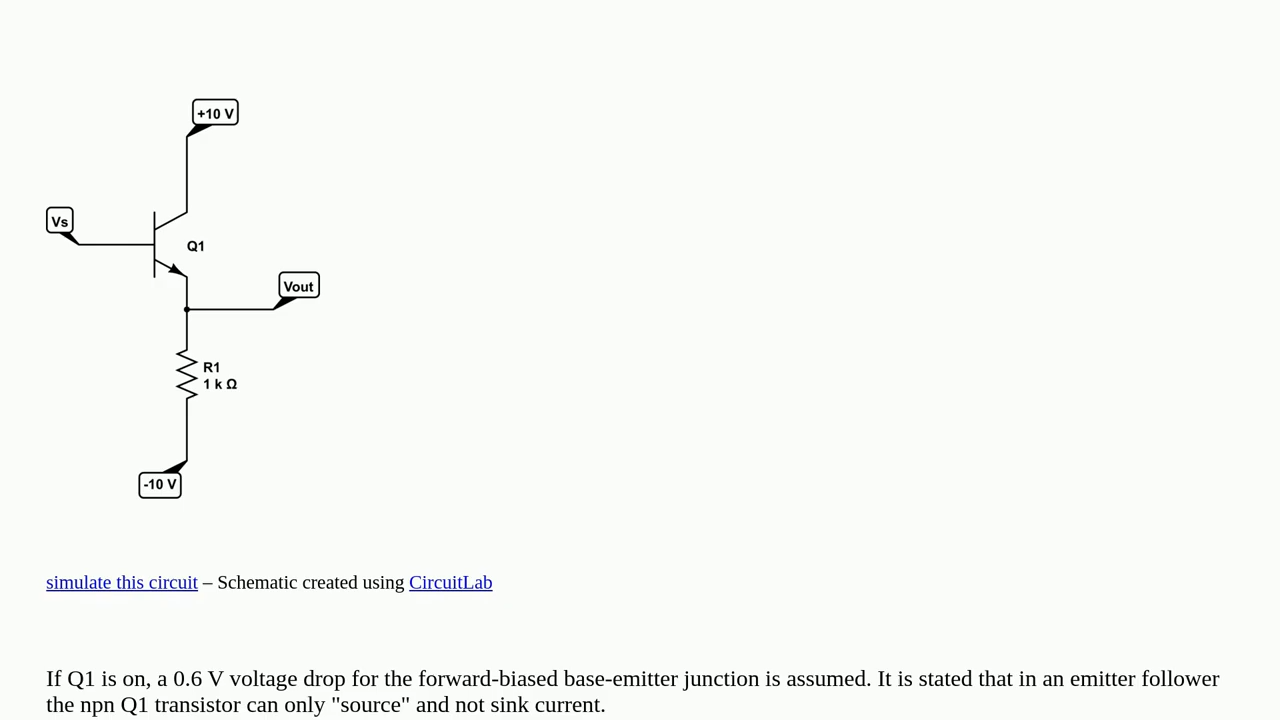 +10 V
Vs
Q1
Vout
R1
1 k Ω
-10 V
simulate this circuit – Schematic created using CircuitLab
If Q1 is on, a 0.6 V voltage drop for the forward-biased base-emitter junction is assumed. It is stated that in an emitter follower
the npn Q1 transistor can only "source" and not sink current.